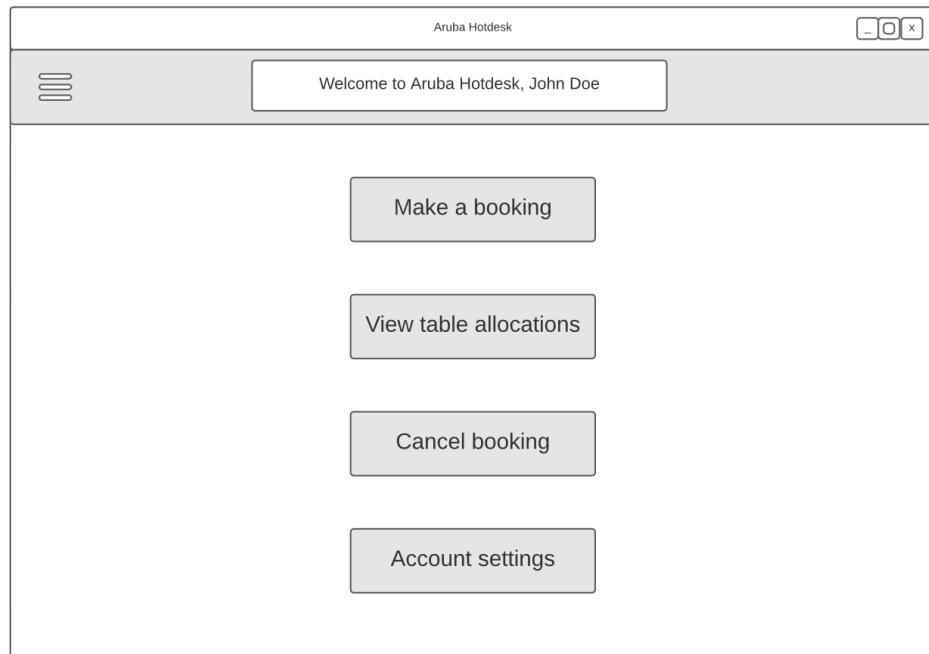 Aruba Hotdesk
_ x
Welcome to Aruba Hotdesk, John Doe
Make a booking
View table allocations
Cancel booking
Account settings